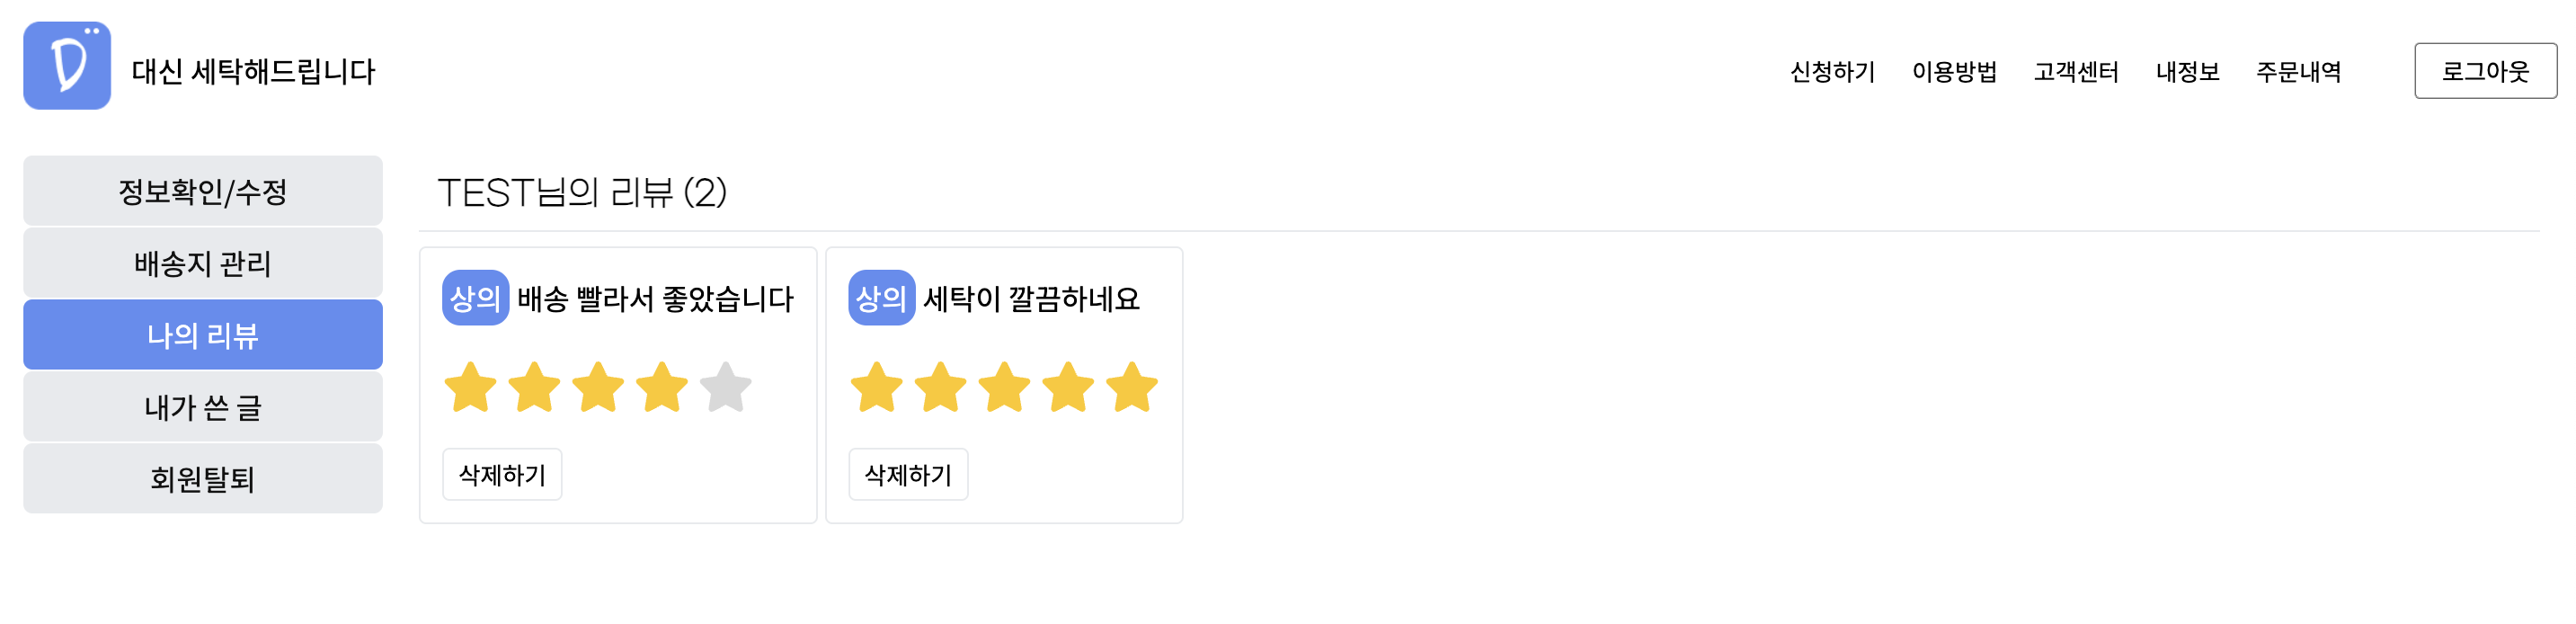 대신 세탁해드립니다
신청하기 이용방법 고객센터 내정보 주문내역 로그아웃
정보확인/수정
배송지 관리
나의 리뷰
내가 쓴 글
회원탈퇴
TEST님의 리뷰 (2)
상의 배송 빨라서 좋았습니다
삭제하기
상의 세탁이 깔끔하네요
삭제하기